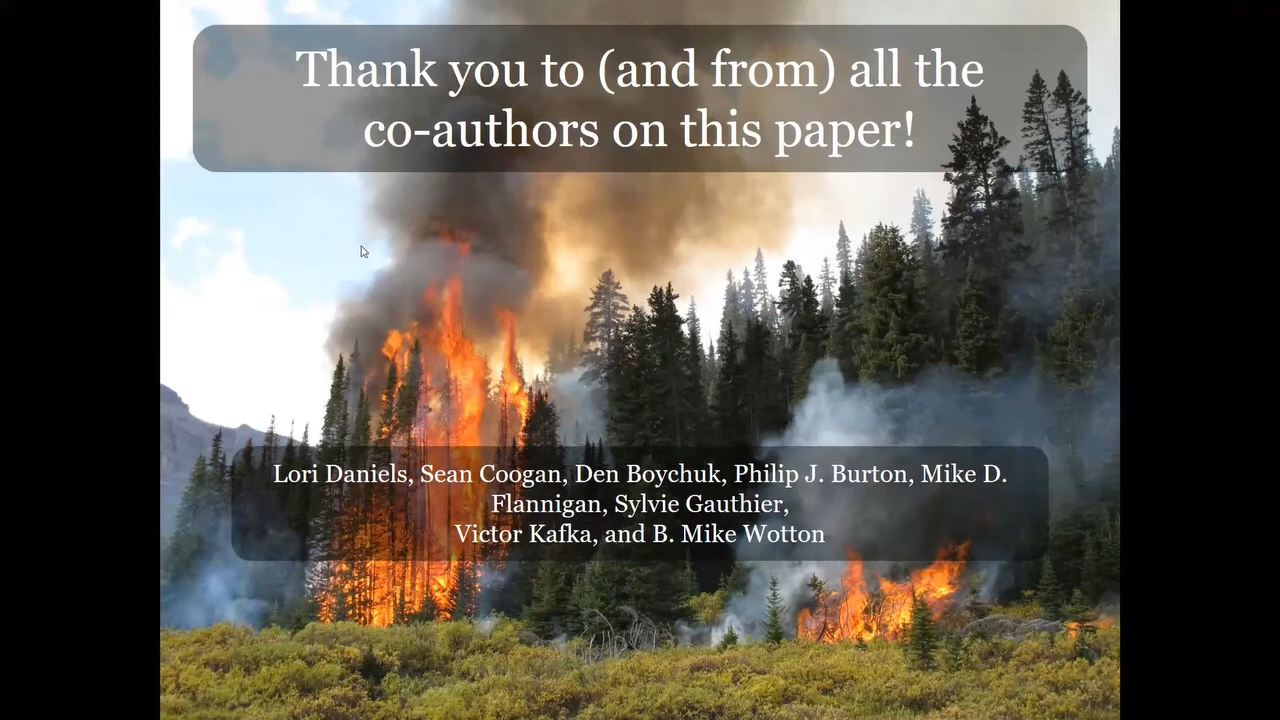 Thank you to (and from) all the
co-authors on this paper!
Lori Daniels, Sean Coogan, Den Boychuk, Philip J. Burton, Mike D.
Flannigan, Sylvie Gauthier,
Victor Kafka, and B. Mike Wotton